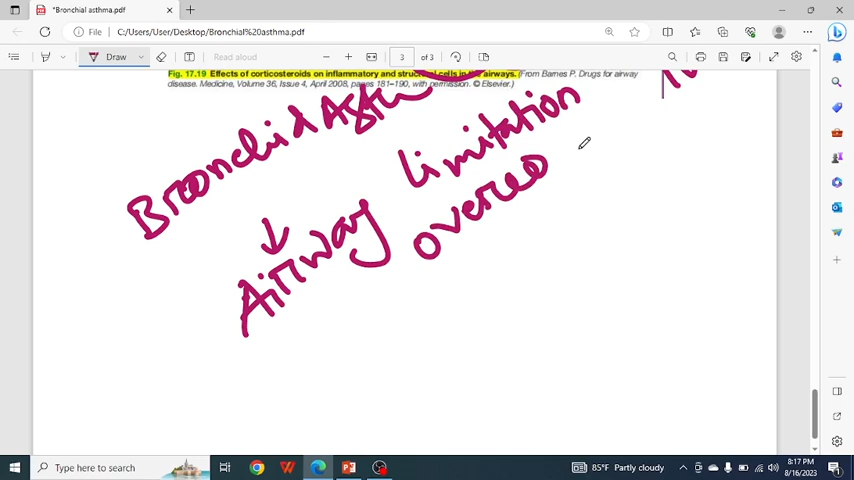 *Bronchial asthma.pdf
File
C:/Users/User/Desktop/Bronchial%20asthma.pdf
Draw
Read aloud
3 of 3
Fig. 17.19 Effects of corticosteroids on inflammatory and structural cells in the airways. (From Barnes P. Drugs for airway
disease. Medicine, Volume 36, Issue 4, April 2008, pages 181–190, with permission. © Elsevier.)
Bronchial Asth
Airway limitation
overco
Type here to search
85°F Partly cloudy
8:17 PM
8/16/2023